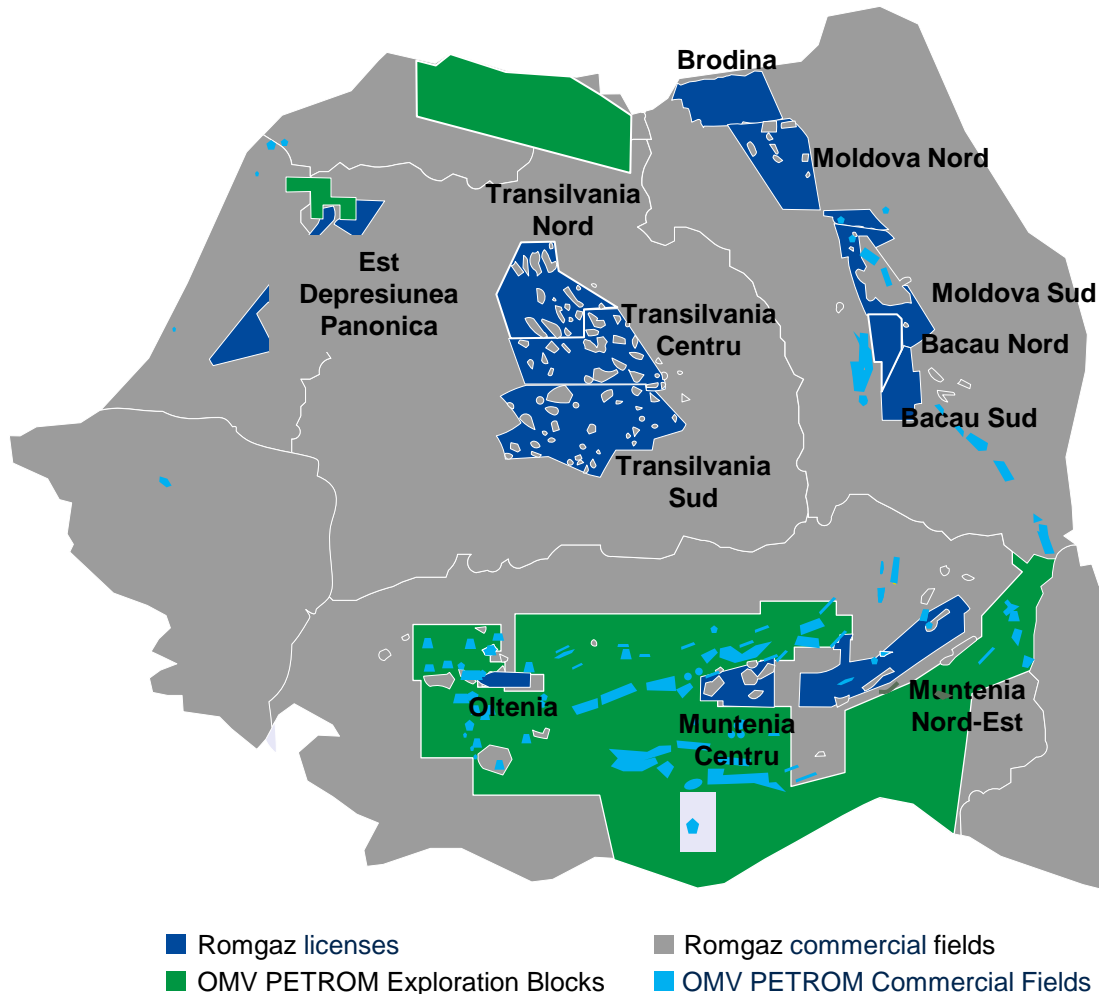 Brodina
Moldova Nord
Transilvania
Nord
Est
Depresiunea
Panonica
Moldova Sud
Transilvania
Centru
Bacau Nord
Bacau Sud
Transilvania
Sud
Oltenia
Muntenia
Nord-Est
Muntenia
Centru
Romgaz licenses
Romgaz commercial fields
OMV PETROM Exploration Blocks
OMV PETROM Commercial Fields